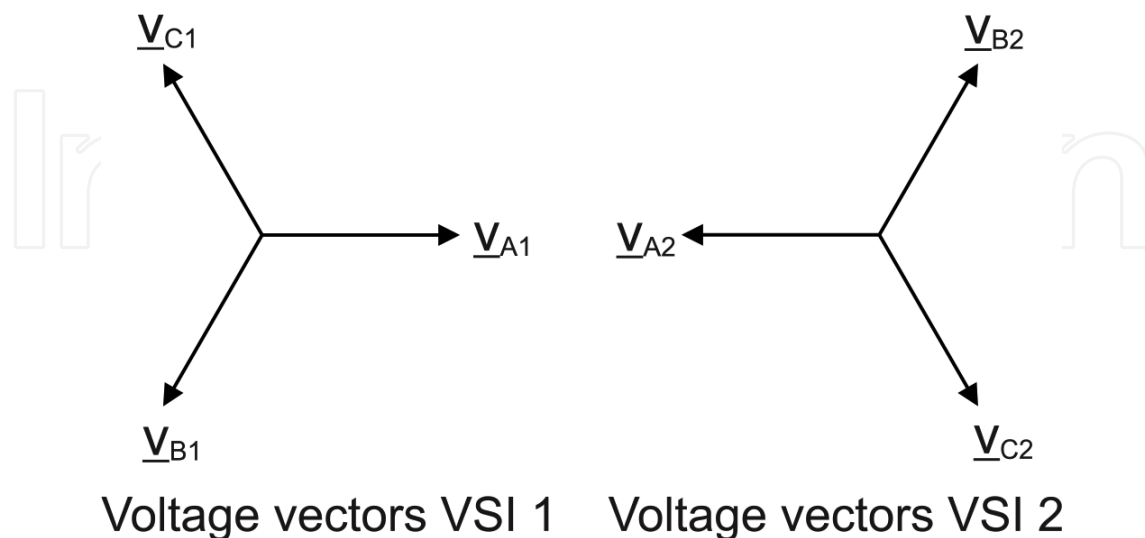 v_C1
v_B2
v_A1
v_A2
v_B1
v_C2
Voltage vectors VSI 1
Voltage vectors VSI 2